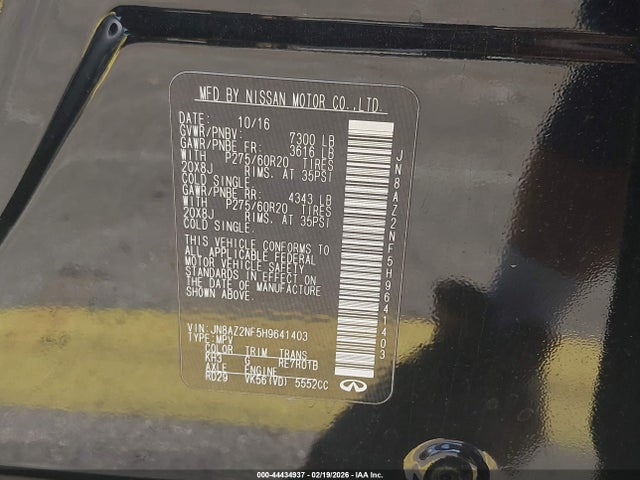 MFD BY NISSAN MOTOR CO.,LTD.
DATE: 10/16
GVWR/PNBV: 7300 LB
GAWR/PNBE FR: 3616 LB
WITH P275/60R20 TIRES
20X8J RIMS. AT 35PSI
COLD SINGLE.
GAWR/PNBE RR: 4343 LB
WITH P275/60R20 TIRES
20X8J RIMS. AT 35PSI
COLD SINGLE.
THIS VEHICLE CONFORMS TO
ALL APPLICABLE FEDERAL
MOTOR VEHICLE SAFETY
STANDARDS IN EFFECT ON
THE DATE OF MANUFACTURE
SHOWN ABOVE.
VIN: JN8AZ2NF5H9641403
TYPE: MPV
COLOR TRIM TRANS
KH3 G RE7R01B
AXLE ENGINE
RD29 VK56(VD) 5552CC
JN8AZ2NF5H9641403
000-44434937 - 02/19/2026 - IAA Inc.